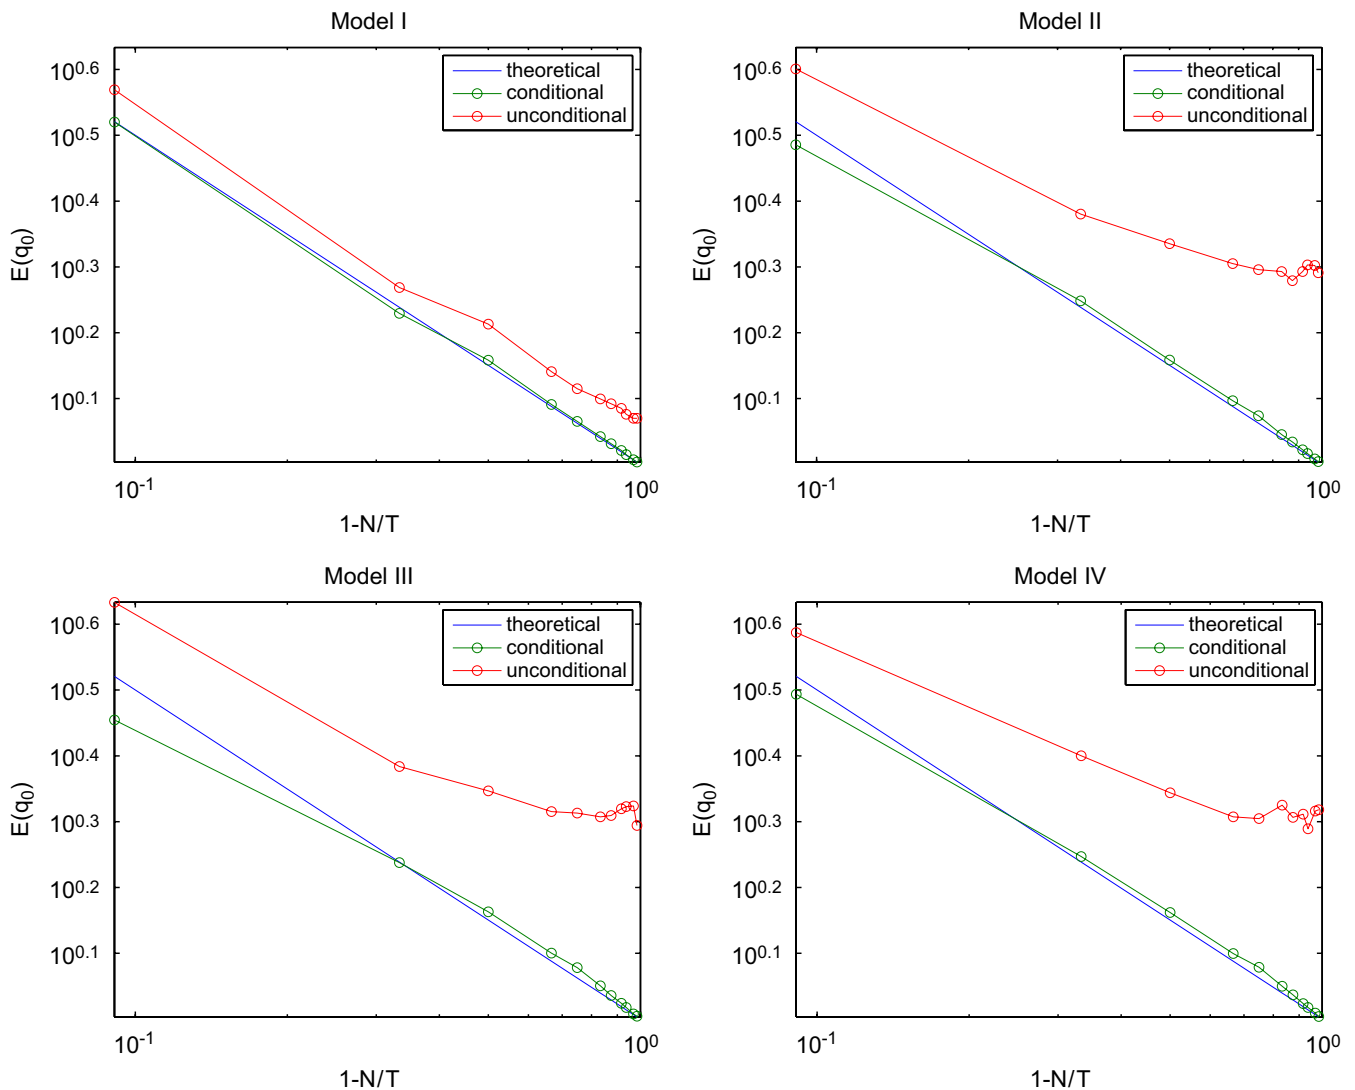 Model I
10^0.6
10^0.5
10^0.4
10^0.3
10^0.2
10^0.1
E(q_0)
theoretical
conditional
unconditional
10^-1
10^0
1-N/T
Model II
10^0.6
10^0.5
10^0.4
10^0.3
10^0.2
10^0.1
E(q_0)
theoretical
conditional
unconditional
10^-1
10^0
1-N/T
Model III
10^0.6
10^0.5
10^0.4
10^0.3
10^0.2
10^0.1
E(q_0)
theoretical
conditional
unconditional
10^-1
10^0
1-N/T
Model IV
10^0.6
10^0.5
10^0.4
10^0.3
10^0.2
10^0.1
E(q_0)
theoretical
conditional
unconditional
10^-1
10^0
1-N/T